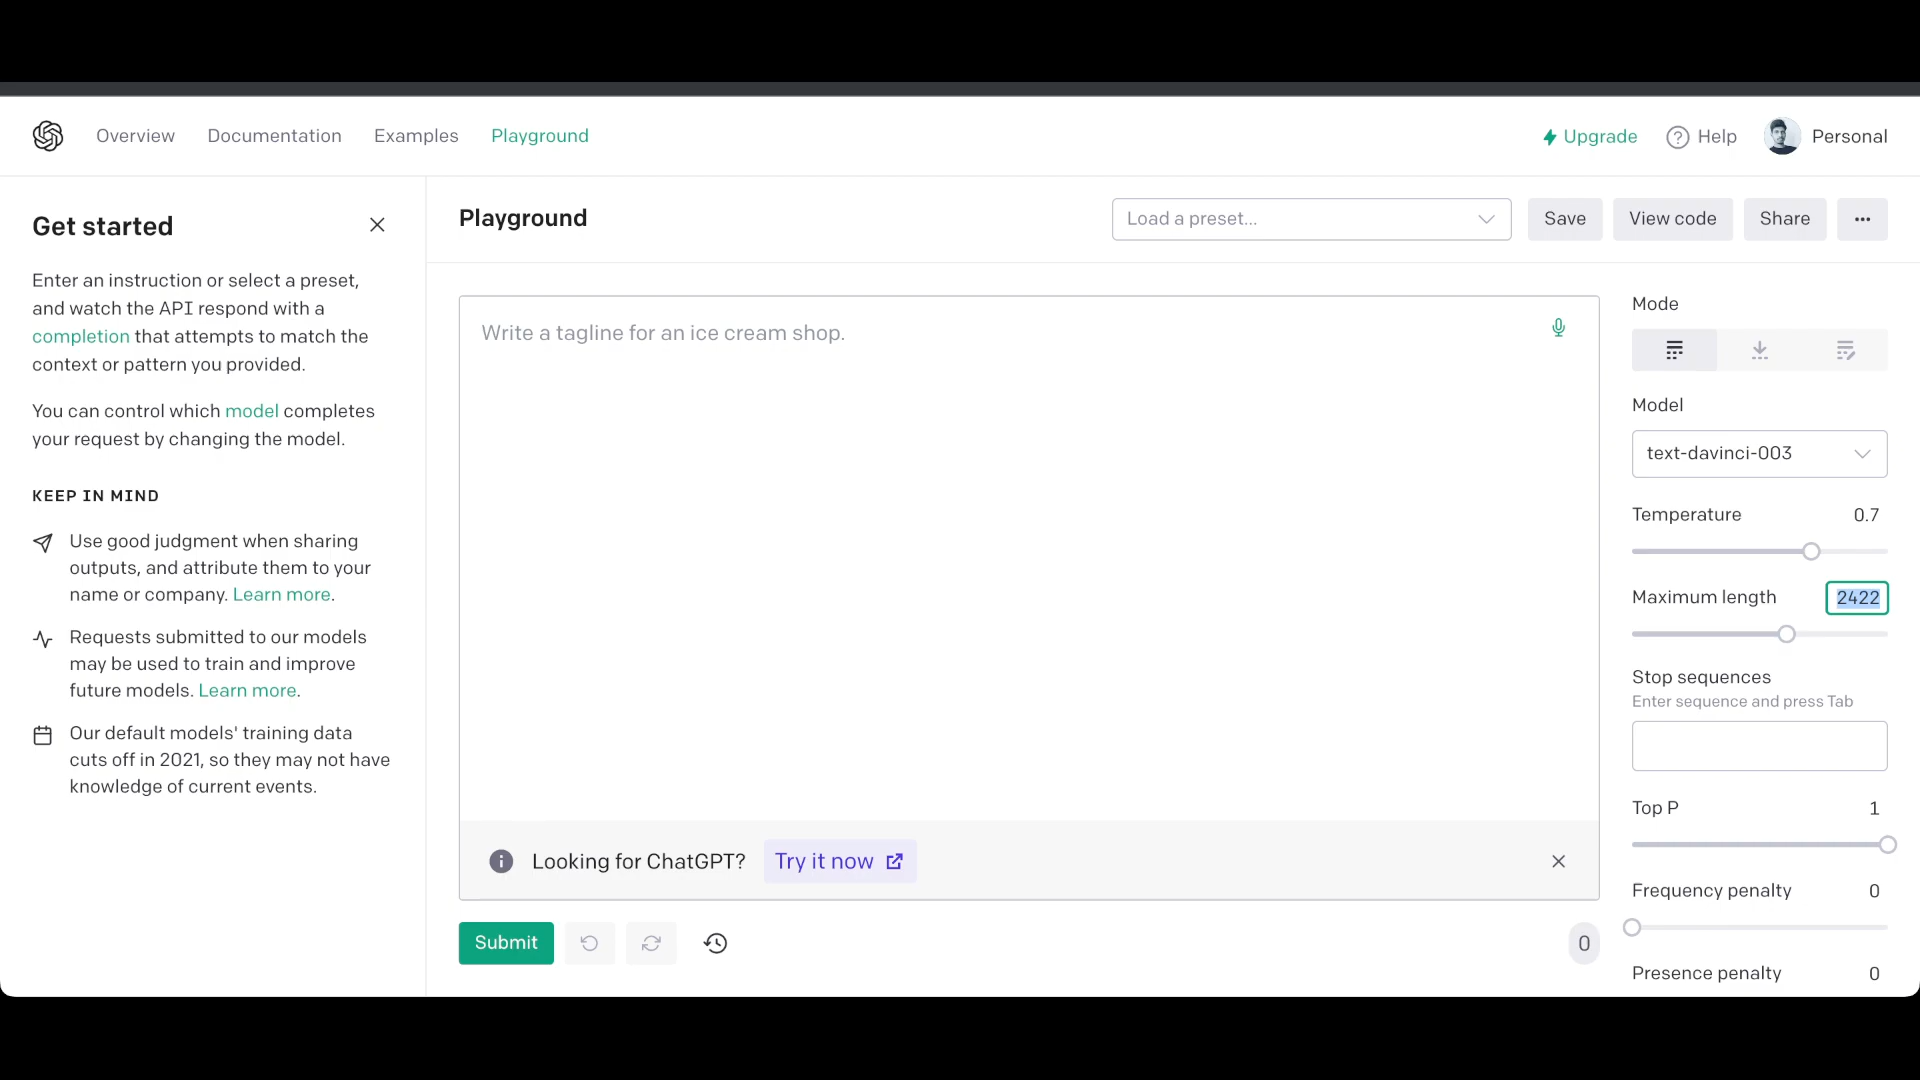 Overview Documentation Examples Playground
Upgrade Help Personal
Get started
Enter an instruction or select a preset,
and watch the API respond with a
completion that attempts to match the
context or pattern you provided.
You can control which model completes
your request by changing the model.
KEEP IN MIND
Use good judgment when sharing
outputs, and attribute them to your
name or company. Learn more.
Requests submitted to our models
may be used to train and improve
future models. Learn more.
Our default models' training data
cuts off in 2021, so they may not have
knowledge of current events.
Playground
Load a preset...
Save
View code
Share
Write a tagline for an ice cream shop.
Looking for ChatGPT? Try it now
Submit
0
Mode
Model
text-davinci-003
Temperature 0.7
Maximum length 2422
Stop sequences
Enter sequence and press Tab
Top P 1
Frequency penalty 0
Presence penalty 0